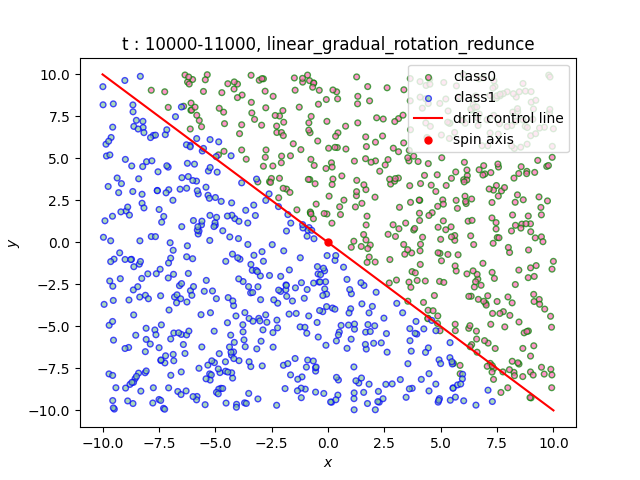 t : 10000-11000, linear_gradual_rotation_redunce
class0
class1
drift control line
spin axis
10.0
7.5
5.0
2.5
0.0
−2.5
−5.0
−7.5
−10.0
y
−10.0 −7.5 −5.0 −2.5 0.0 2.5 5.0 7.5 10.0
x